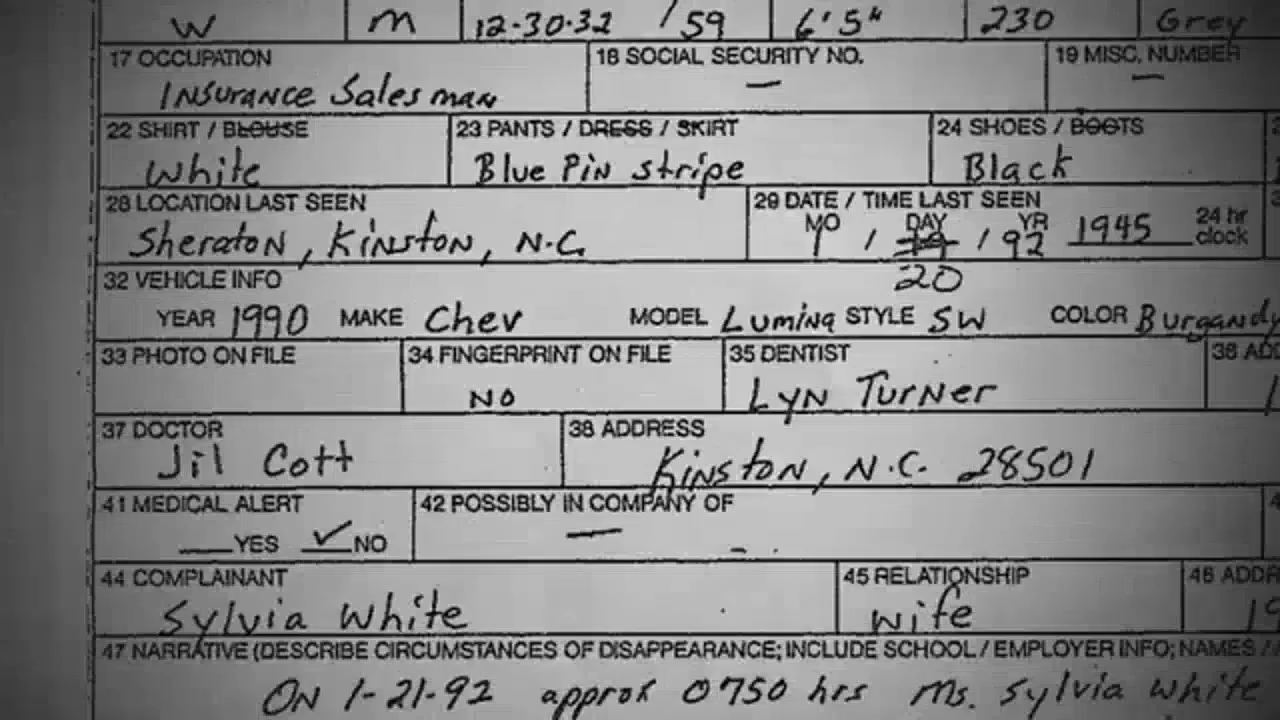 W M 12-30-32 / 59 6'5" 230 Grey
17 OCCUPATION 18 SOCIAL SECURITY NO. 19 MISC. NUMBER
Insurance Salesman — —
22 SHIRT / BLOUSE 23 PANTS / DRESS / SKIRT 24 SHOES / BOOTS
White Blue Pin stripe Black
28 LOCATION LAST SEEN 29 DATE / TIME LAST SEEN
MO DAY YR 24 hr
Sheraton, Kinston, N.C. 1 / 19 / 92 1945 clock
20
32 VEHICLE INFO
YEAR 1990 MAKE Chev MODEL Lumina STYLE SW COLOR Burgandy
33 PHOTO ON FILE 34 FINGERPRINT ON FILE 35 DENTIST 36
NO Lyn Turner
37 DOCTOR 38 ADDRESS
Jil Cott Kinston, N.C. 28501
41 MEDICAL ALERT 42 POSSIBLY IN COMPANY OF
YES ✓ NO —
44 COMPLAINANT 45 RELATIONSHIP 46
Sylvia White Wife
47 NARRATIVE (DESCRIBE CIRCUMSTANCES OF DISAPPEARANCE; INCLUDE SCHOOL / EMPLOYER INFO; NAMES /
On 1-21-92 approx 0750 hrs Ms. Sylvia White